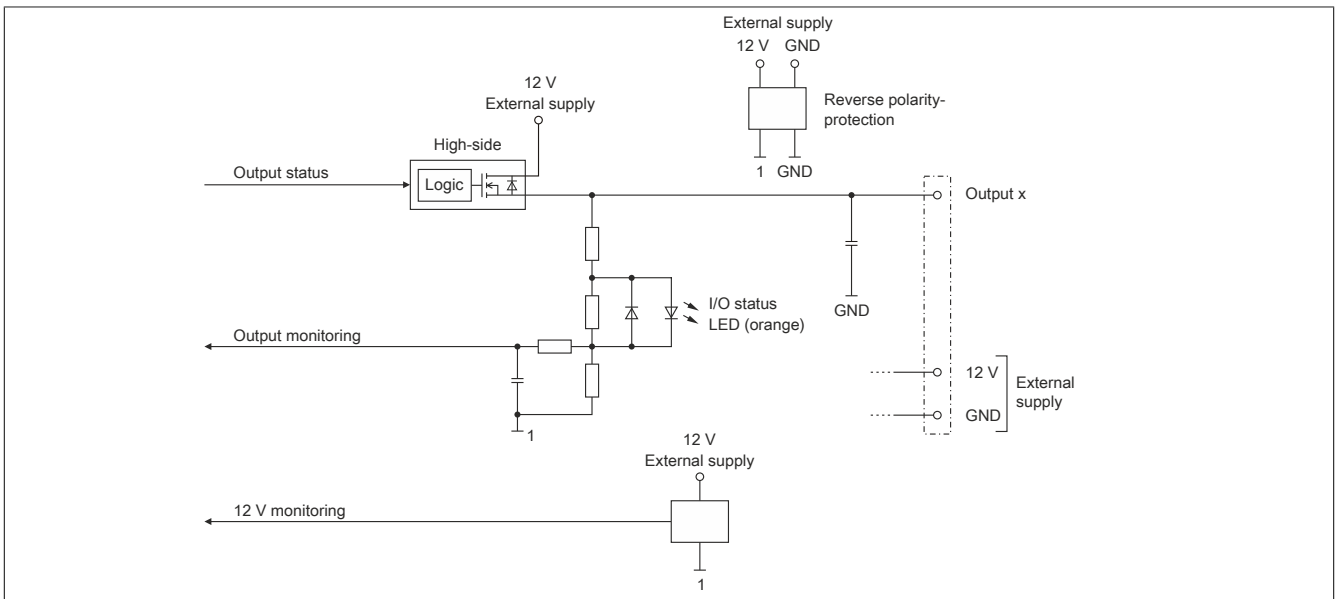 External supply
12 V GND
Reverse polarity-
protection
1 GND
12 V
External supply
High-side
Logic
Output status
Output x
I/O status
LED (orange)
GND
Output monitoring
1
12 V
GND
External
supply
12 V
External supply
12 V monitoring
1